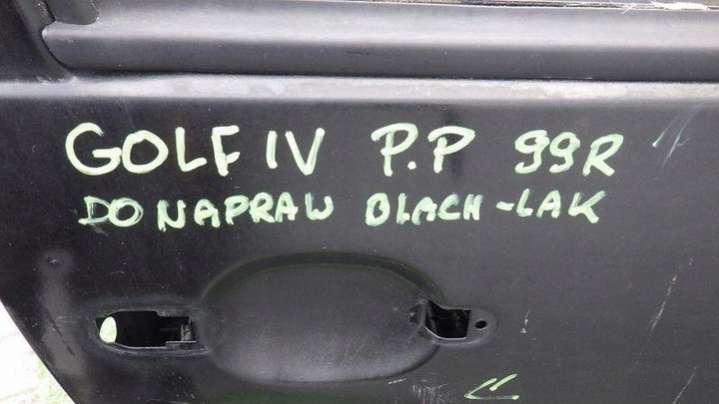 GOLF IV P.P 99R
DO NAPRAW BLACH-LAK